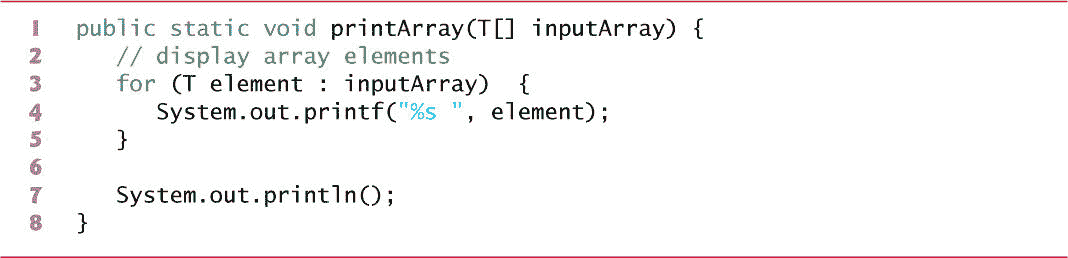 1 public static void printArray(T[] inputArray) {
2 // display array elements
3 for (T element : inputArray)  {
4 System.out.printf("%s ", element);
5 }
6
7 System.out.println();
8 }